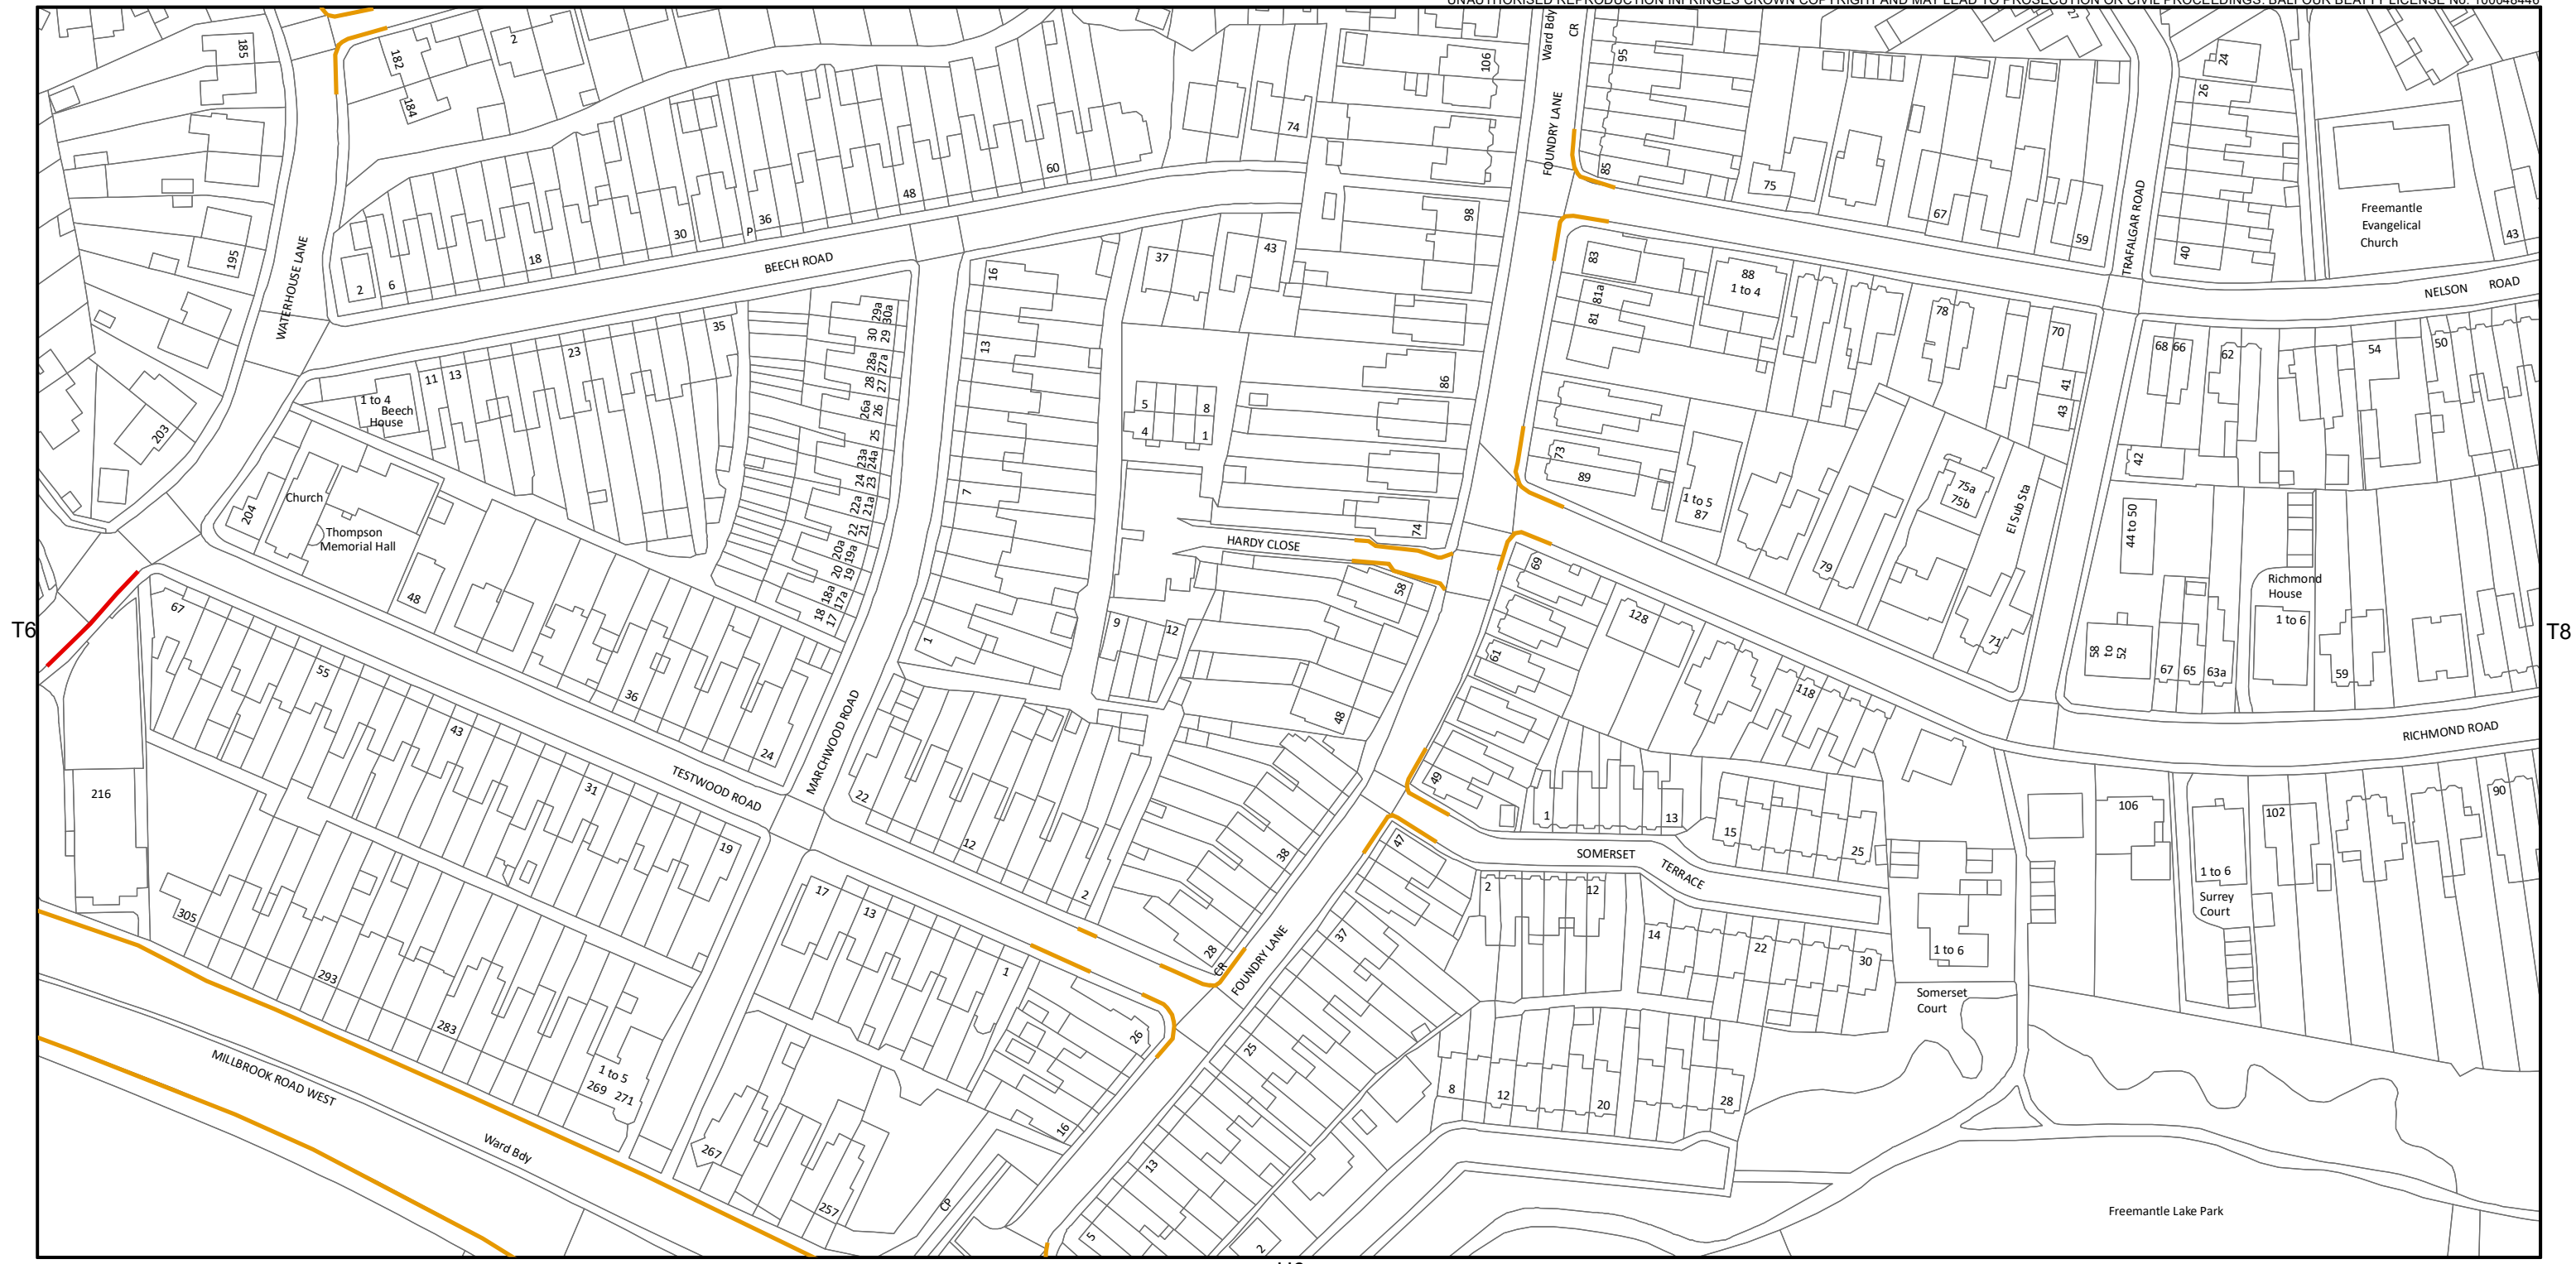 UNAUTHORISED REPRODUCTION INFRINGES CROWN COPYRIGHT AND MAY LEAD TO PROSECUTION OR CIVIL PROCEEDINGS. BALFOUR BEATTY LICENSE No. 100048446
185
182
184
2
106
Ward Bdy
CR
95
27
24
26
74
FOUNDRY LANE
85
75
67
59
TRAFALGAR ROAD
40
Freemantle
Evangelical
Church
43
195
WATERHOUSE LANE
2
6
18
30
P
36
48
60
BEECH ROAD
98
NELSON ROAD
16
37
43
83
88
1 to 4
81a
81
78
70
41
43
68
66
62
54
50
35
23
13
11
1 to 4
Beech
House
29a
30a
30
29
28a
27a
28
27
26a
26
25
23a
24a
24
23
22a
21a
22
21
20a
19a
20
19
18a
17a
18
17
13
7
1
5
8
4
1
86
73
89
1 to 5
87
79
75a
75b
El Sub Sta
71
42
44 to 50
58
to
52
67
65
63a
Richmond
House
1 to 6
59
203
Church
204
Thompson
Memorial Hall
48
74
HARDY CLOSE
58
69
128
61
118
T6
T8
67
55
43
31
19
36
24
TESTWOOD ROAD
MARCHWOOD ROAD
9
12
48
RICHMOND ROAD
216
22
12
2
38
28
CR
FOUNDRY LANE
49
1
13
15
25
SOMERSET
TERRACE
47
37
2
12
14
22
30
1 to 6
Somerset
Court
106
1 to 6
Surrey
Court
102
90
305
293
283
1 to 5
269
271
17
13
1
26
16
25
13
5
2
8
12
20
28
MILLBROOK ROAD WEST
Ward Bdy
267
257
CP
Freemantle Lake Park